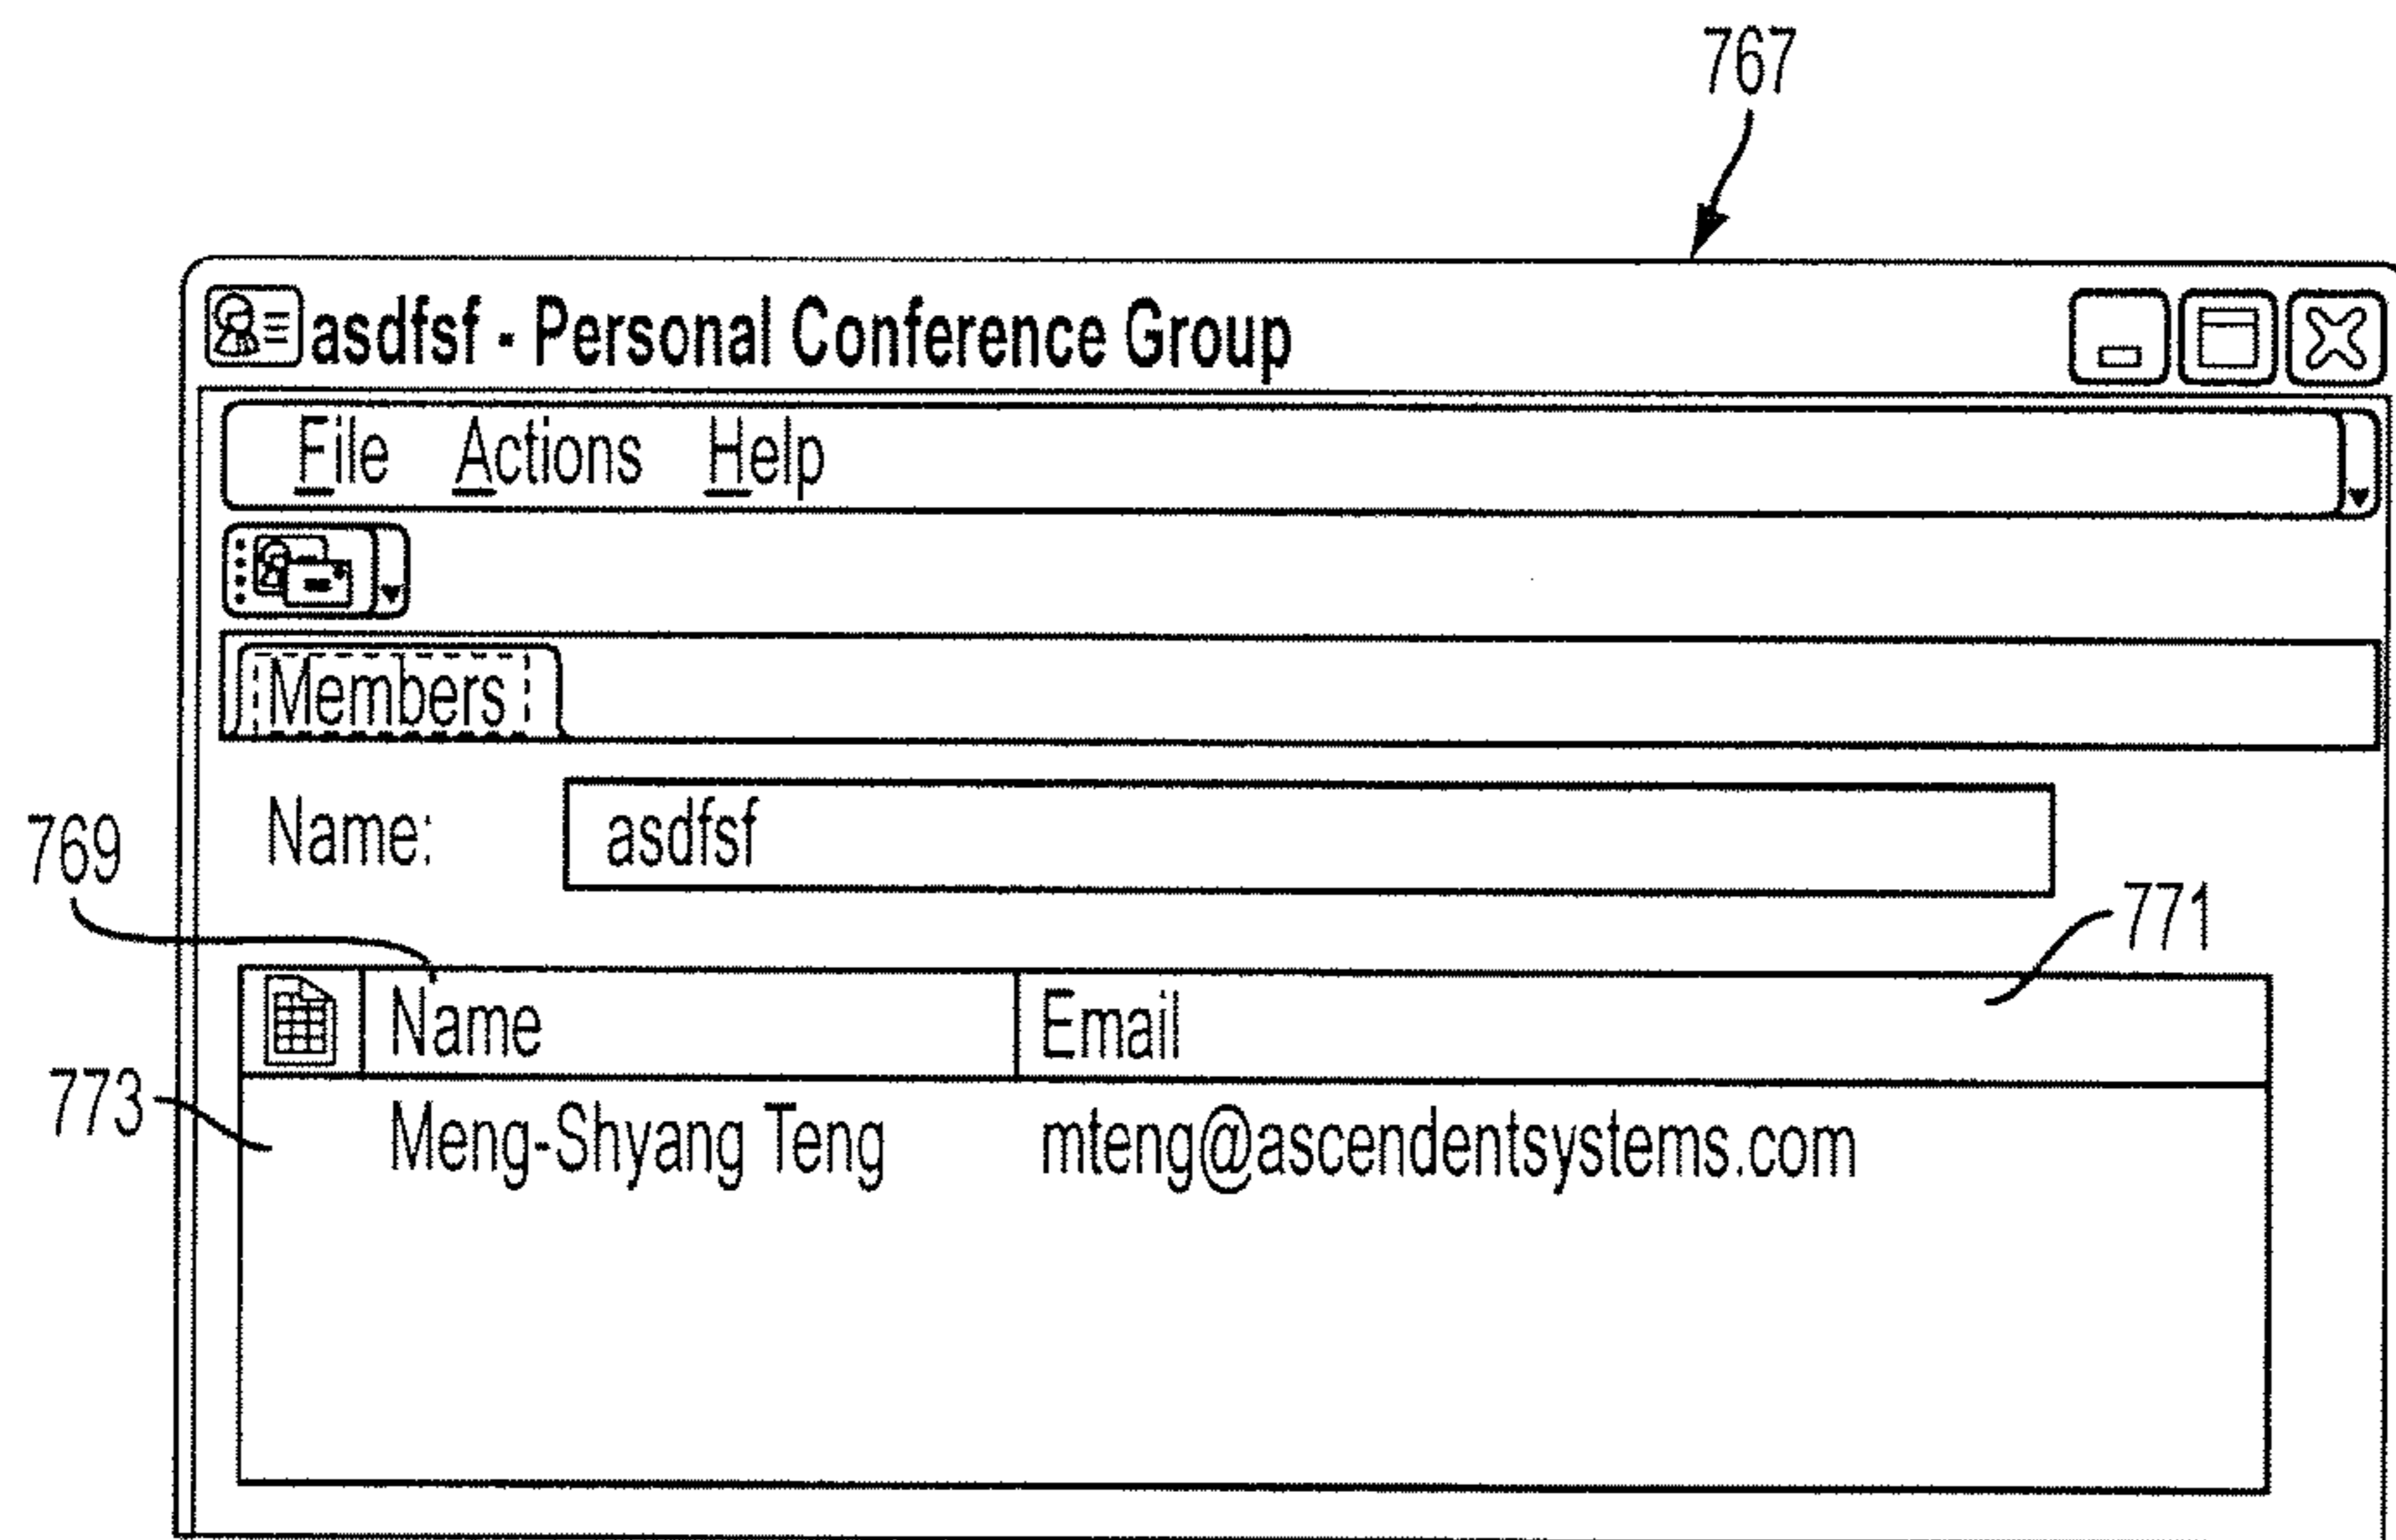 767
asdfsf - Personal Conference Group
File Actions Help
Members
Name: asdfsf
769
771
Name Email
773
Meng-Shyang Teng mteng@ascendentsystems.com